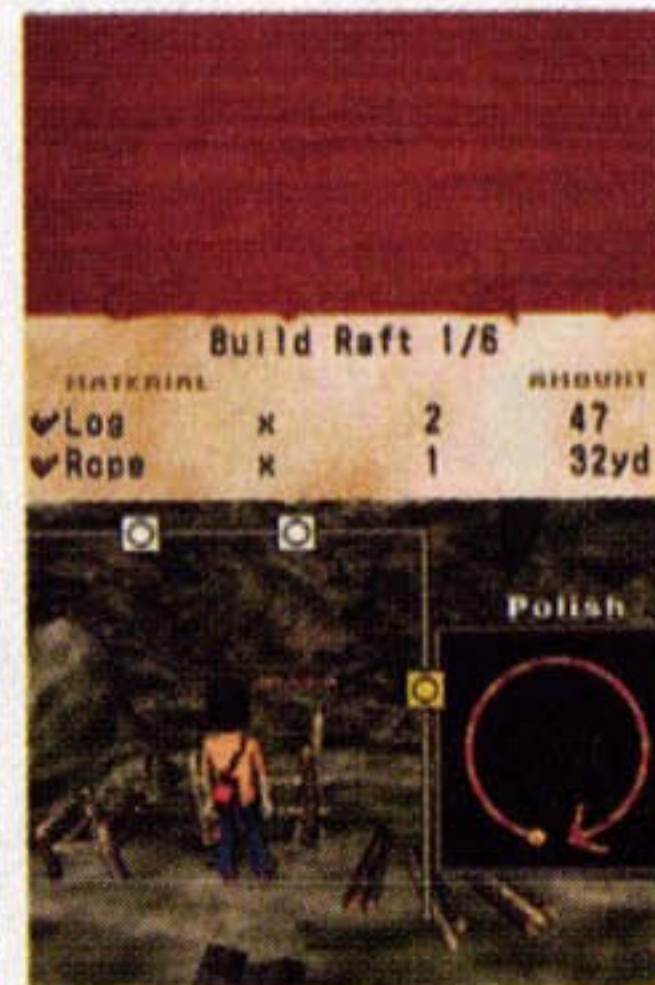 Build Raft 1/6
MATERIAL AMOUNT
Log x 2 47
Rope x 1 32yd
Polish